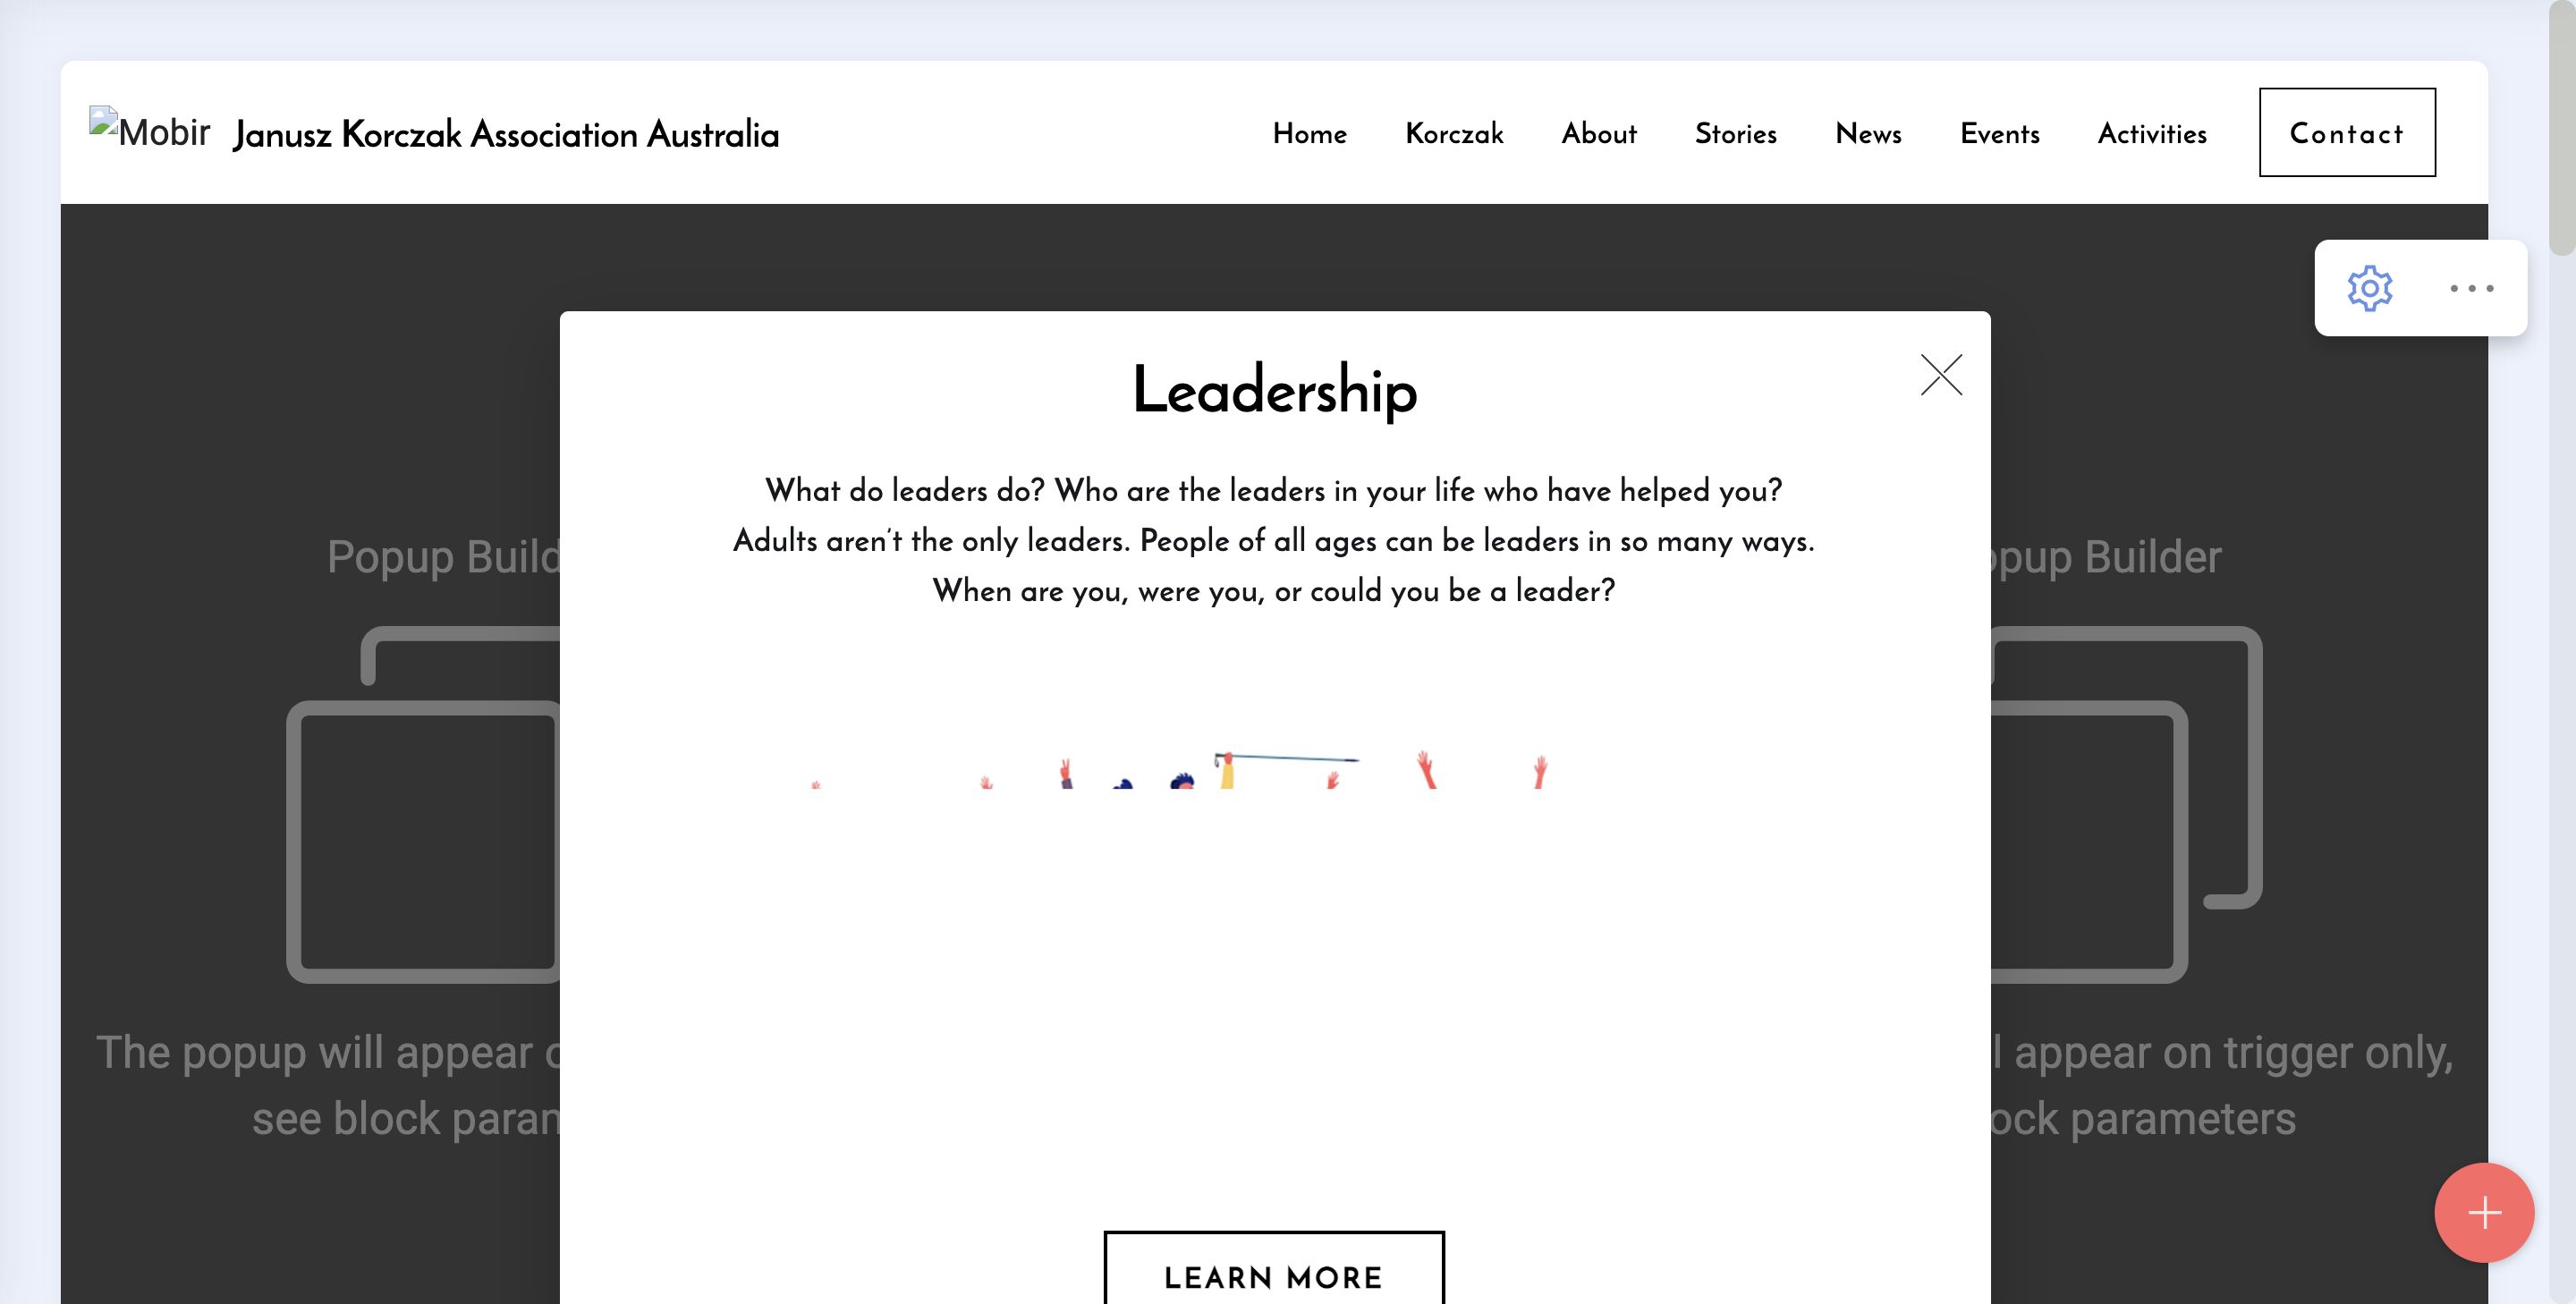 Mobir
Janusz Korczak Association Australia
Home Korczak About Stories News Events Activities Contact
Leadership
What do leaders do? Who are the leaders in your life who have helped you?
Adults aren't the only leaders. People of all ages can be leaders in so many ways.
When are you, were you, or could you be a leader?
Popup Build
opup Builder
The popup will appear o
see block param
l appear on trigger only,
ock parameters
LEARN MORE